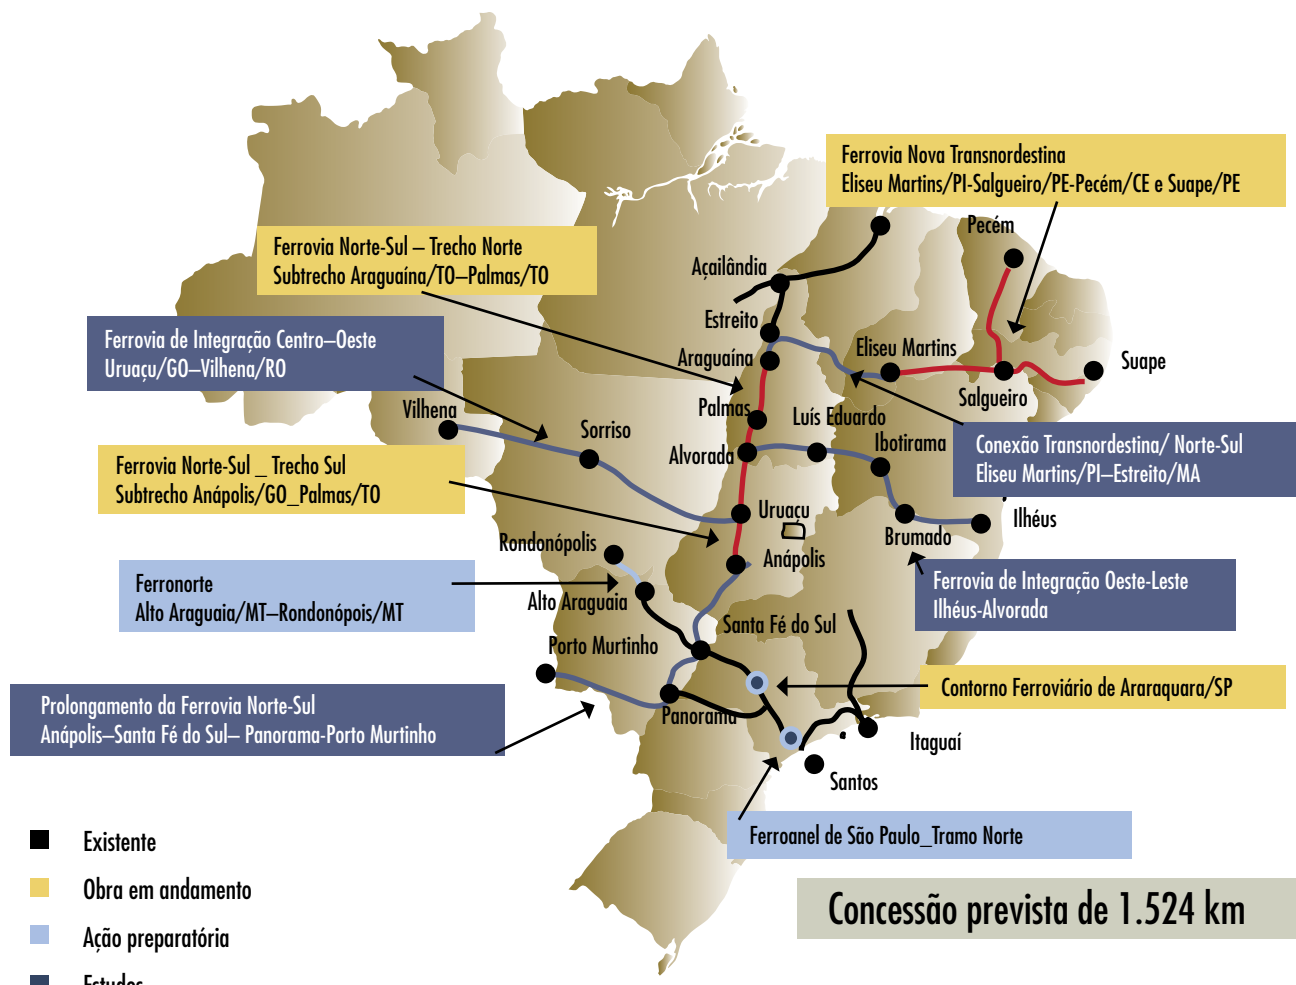 Ferrovia Nova Transnordestina
Eliseu Martins/PI-Salgueiro/PE-Pecém/CE e Suape/PE
Pecém
Ferrovia Norte-Sul – Trecho Norte
Subtrecho Araguaína/TO–Palmas/TO
Açailândia
Estreito
Ferrovia de Integração Centro–Oeste
Uruaçu/GO–Vilhena/RO
Araguaína
Eliseu Martins
Suape
Salgueiro
Vilhena
Palmas
Luís Eduardo
Sorriso
Ibotirama
Alvorada
Conexão Transnordestina/ Norte-Sul
Eliseu Martins/PI–Estreito/MA
Ferrovia Norte-Sul _ Trecho Sul
Subtrecho Anápolis/GO_Palmas/TO
Uruaçu
Ilhéus
Brumado
Rondonópolis
Anápolis
Ferrovia de Integração Oeste-Leste
Ilhéus-Alvorada
Ferronorte
Alto Araguaia/MT–Rondonópois/MT
Alto Araguaia
Santa Fé do Sul
Porto Murtinho
Contorno Ferroviário de Araraquara/SP
Prolongamento da Ferrovia Norte-Sul
Anápolis–Santa Fé do Sul– Panorama-Porto Murtinho
Panorama
Itaguaí
Santos
Ferroanel de São Paulo_Tramo Norte
Existente
Obra em andamento
Ação preparatória
Estudos
Concessão prevista de 1.524 km